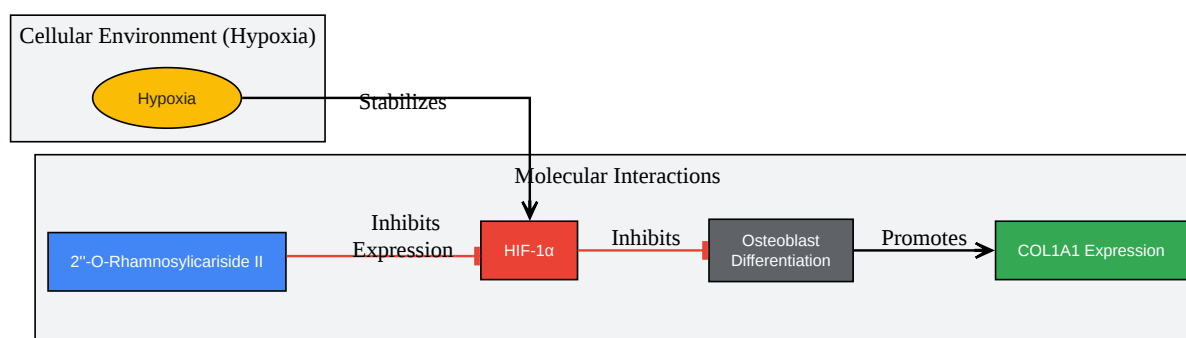 Cellular Environment (Hypoxia)
Hypoxia
Stabilizes
Molecular Interactions
2''-O-Rhamnosylicariside II
Inhibits
Expression
HIF-1α
Inhibits
Osteoblast
Differentiation
Promotes
COL1A1 Expression